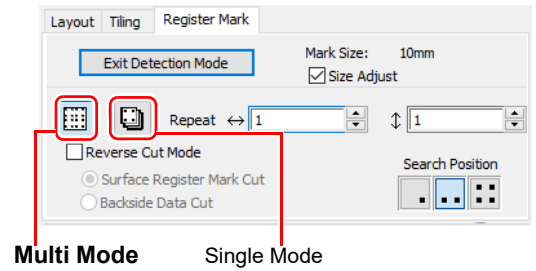 Layout Tiling Register Mark
Exit Detection Mode Mark Size: 10mm
Size Adjust
Repeat ↔ 1 ↕ 1
Reverse Cut Mode
Search Position
Surface Register Mark Cut
Backside Data Cut
Multi Mode Single Mode